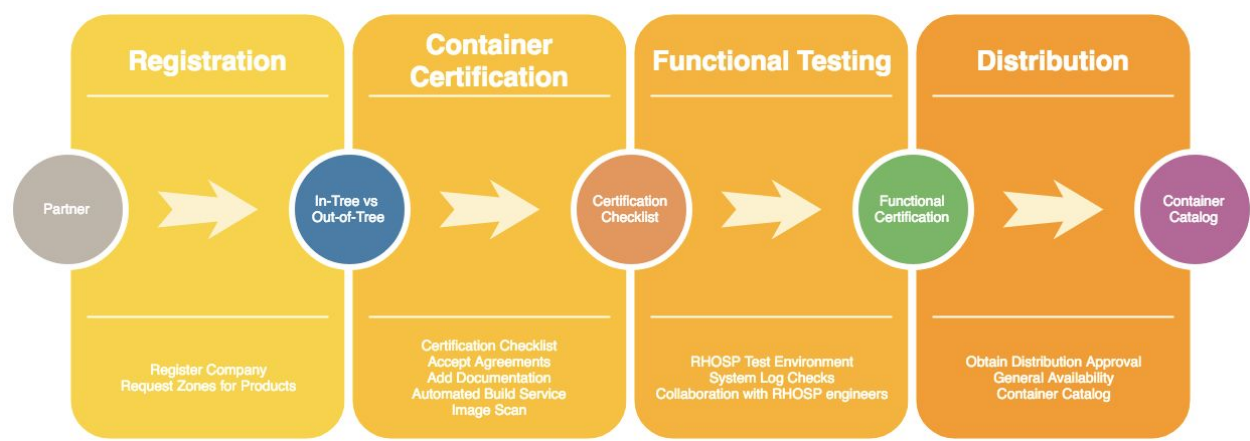 Registration
Container
Certification
Functional Testing
Distribution
Partner
In-Tree vs
Out-of-Tree
Certification
Checklist
Functional
Certification
Container
Catalog
Register Company
Request Zones for Products
Certification Checklist
Accept Agreements
Add Documentation
Automated Build Service
Image Scan
RHOSP Test Environment
System Log Checks
Collaboration with RHOSP engineers
Obtain Distribution Approval
General Availability
Container Catalog